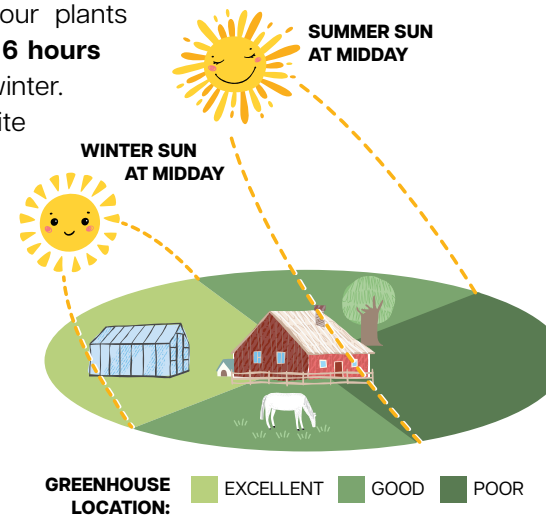 our plants
6 hours
winter.
ite
SUMMER SUN
AT MIDDAY
WINTER SUN
AT MIDDAY
GREENHOUSE
LOCATION:
EXCELLENT
GOOD
POOR